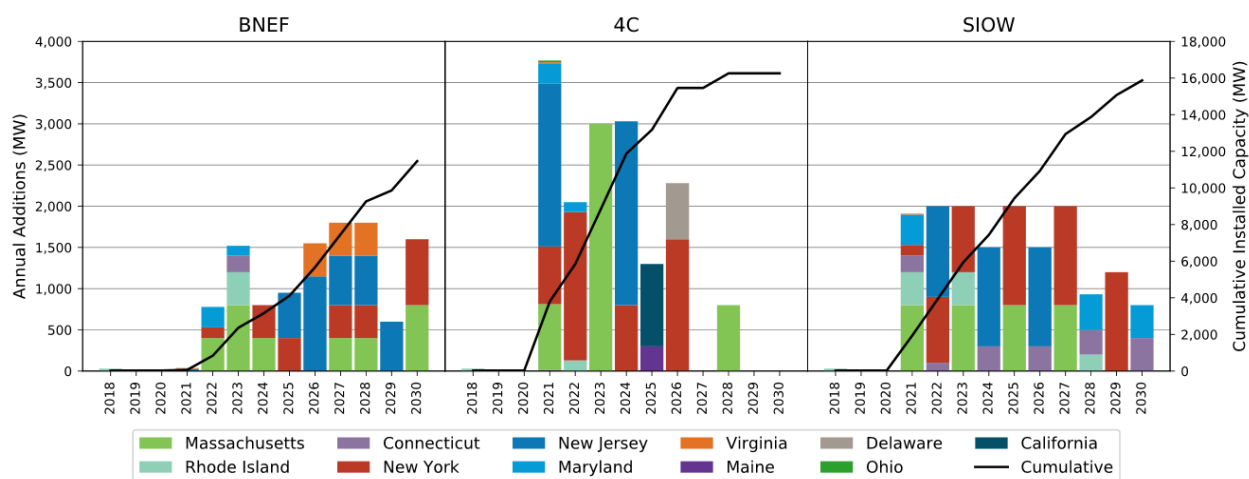 BNEF 4C SIOW
Annual Additions (MW)
4,000
3,500
3,000
2,500
2,000
1,500
1,000
500
0
18,000
16,000
14,000
12,000
10,000
8,000
6,000
4,000
2,000
0
Cumulative Installed Capacity (MW)
2018 2019 2020 2021 2022 2023 2024 2025 2026 2027 2028 2029 2030
2018 2019 2020 2021 2022 2023 2024 2025 2026 2027 2028 2029 2030
2018 2019 2020 2021 2022 2023 2024 2025 2026 2027 2028 2029 2030
Massachusetts Connecticut New Jersey Virginia Delaware California
Rhode Island New York Maryland Maine Ohio Cumulative